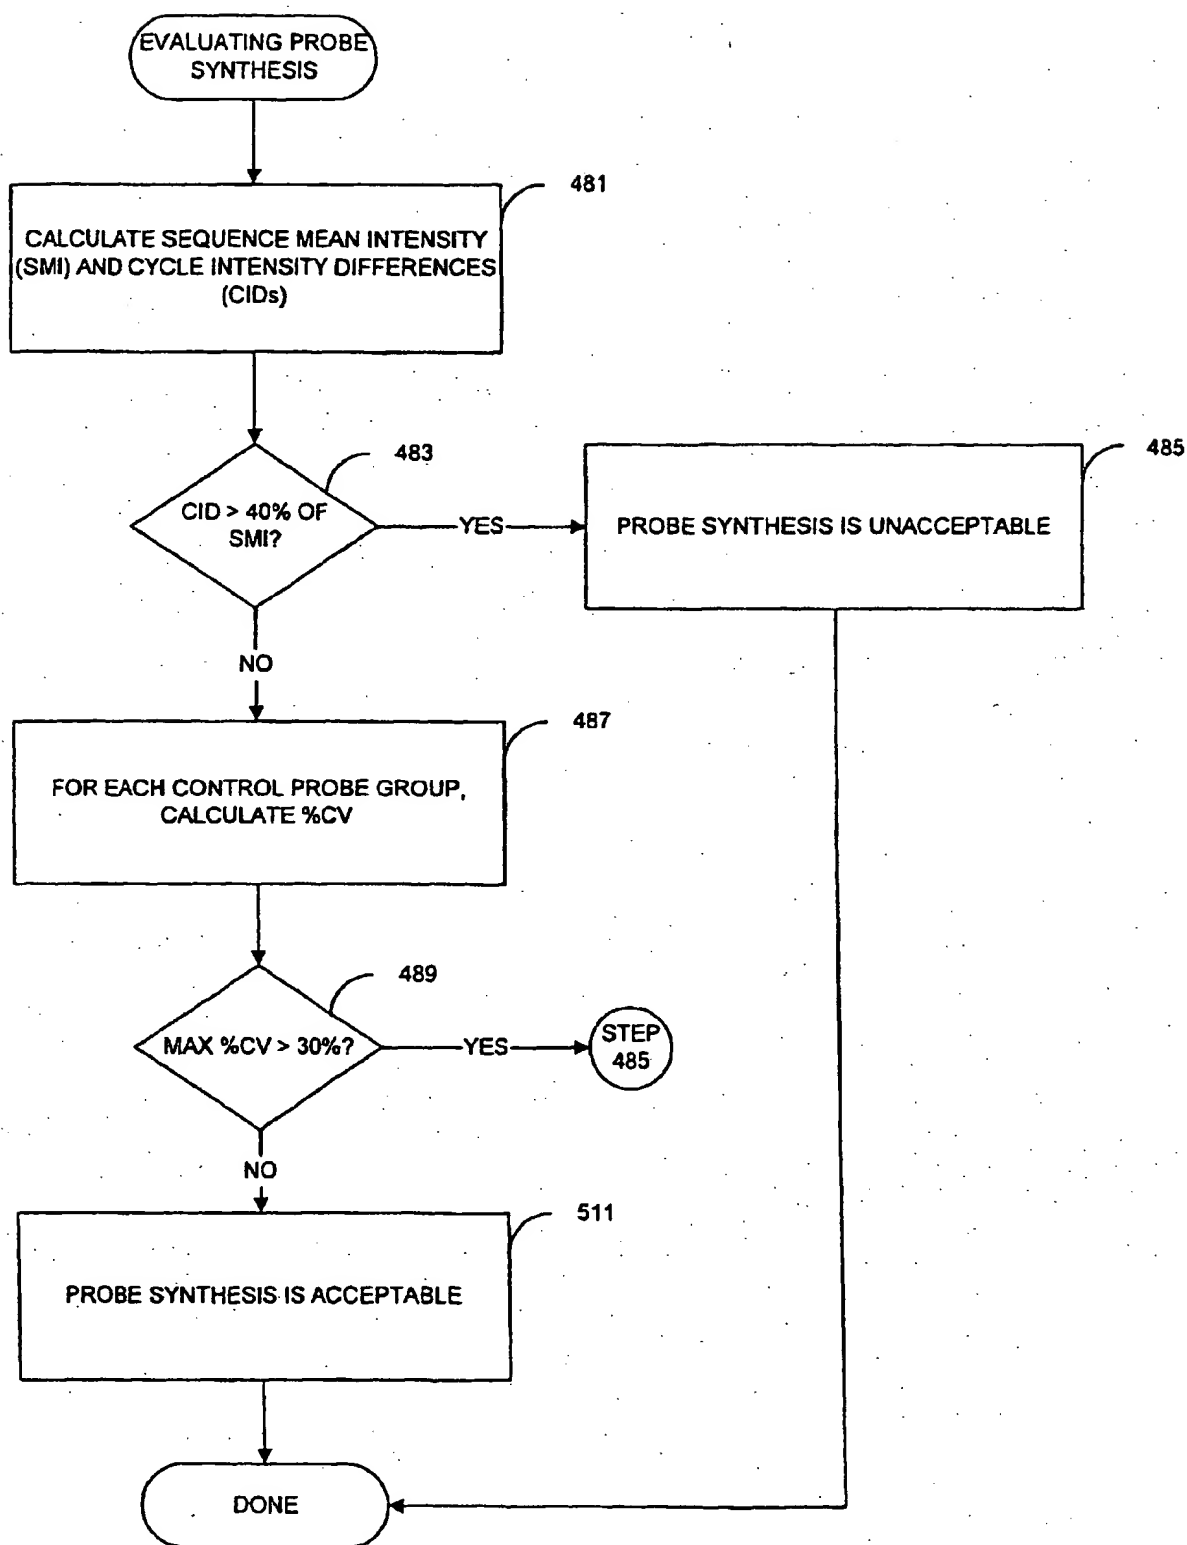 EVALUATING PROBE
SYNTHESIS
481
CALCULATE SEQUENCE MEAN INTENSITY
(SMI) AND CYCLE INTENSITY DIFFERENCES
(CIDs)
483
CID > 40% OF
SMI?
YES
485
PROBE SYNTHESIS IS UNACCEPTABLE
NO
487
FOR EACH CONTROL PROBE GROUP,
CALCULATE %CV
489
MAX %CV > 30%?
YES
STEP
485
NO
511
PROBE SYNTHESIS IS ACCEPTABLE
DONE